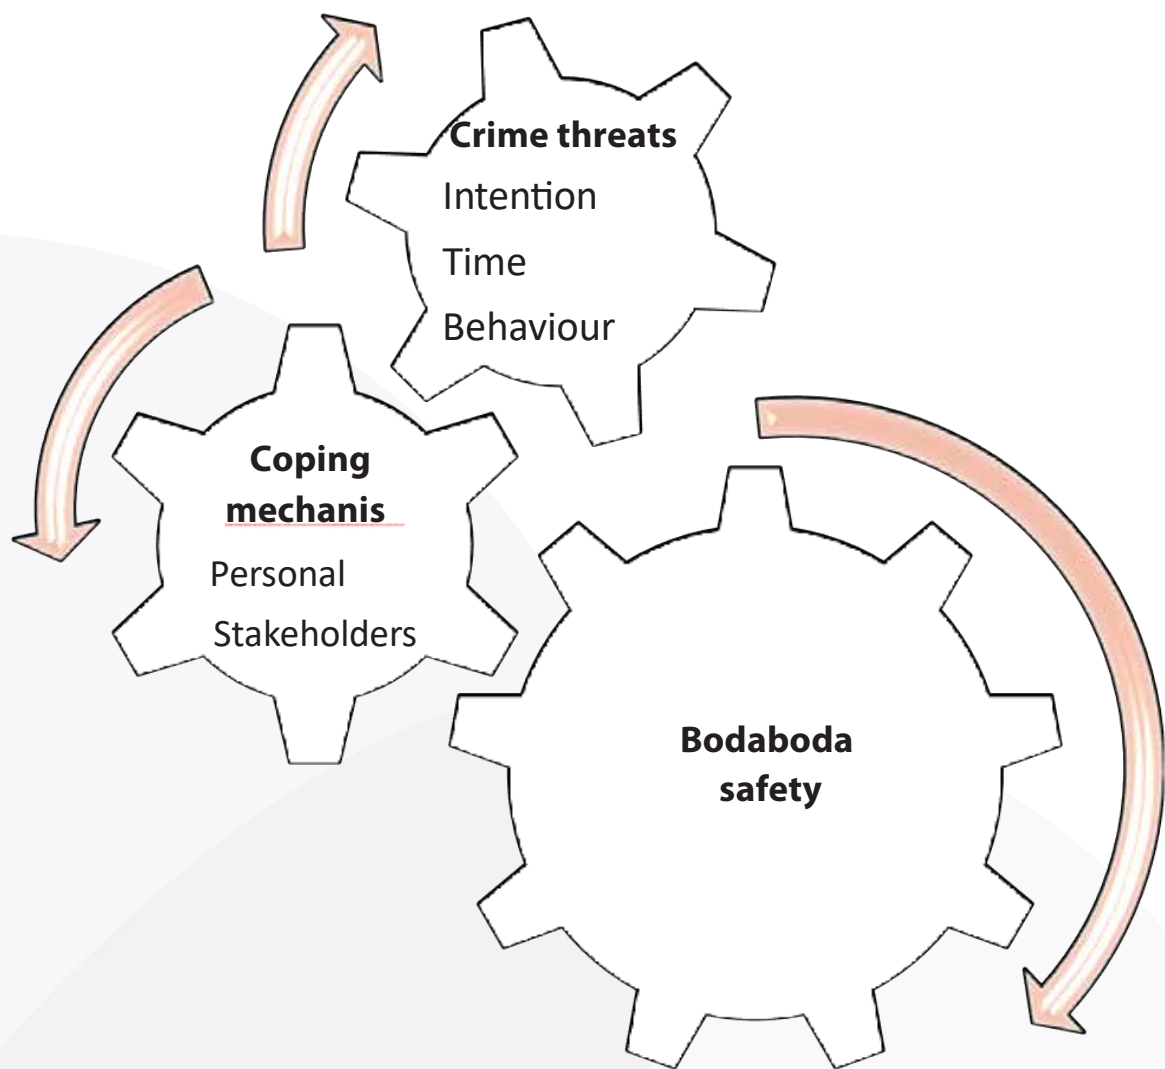 Crime threats
Intention
Time
Behaviour
Coping
mechanis
Personal
Stakeholders
Bodaboda
safety